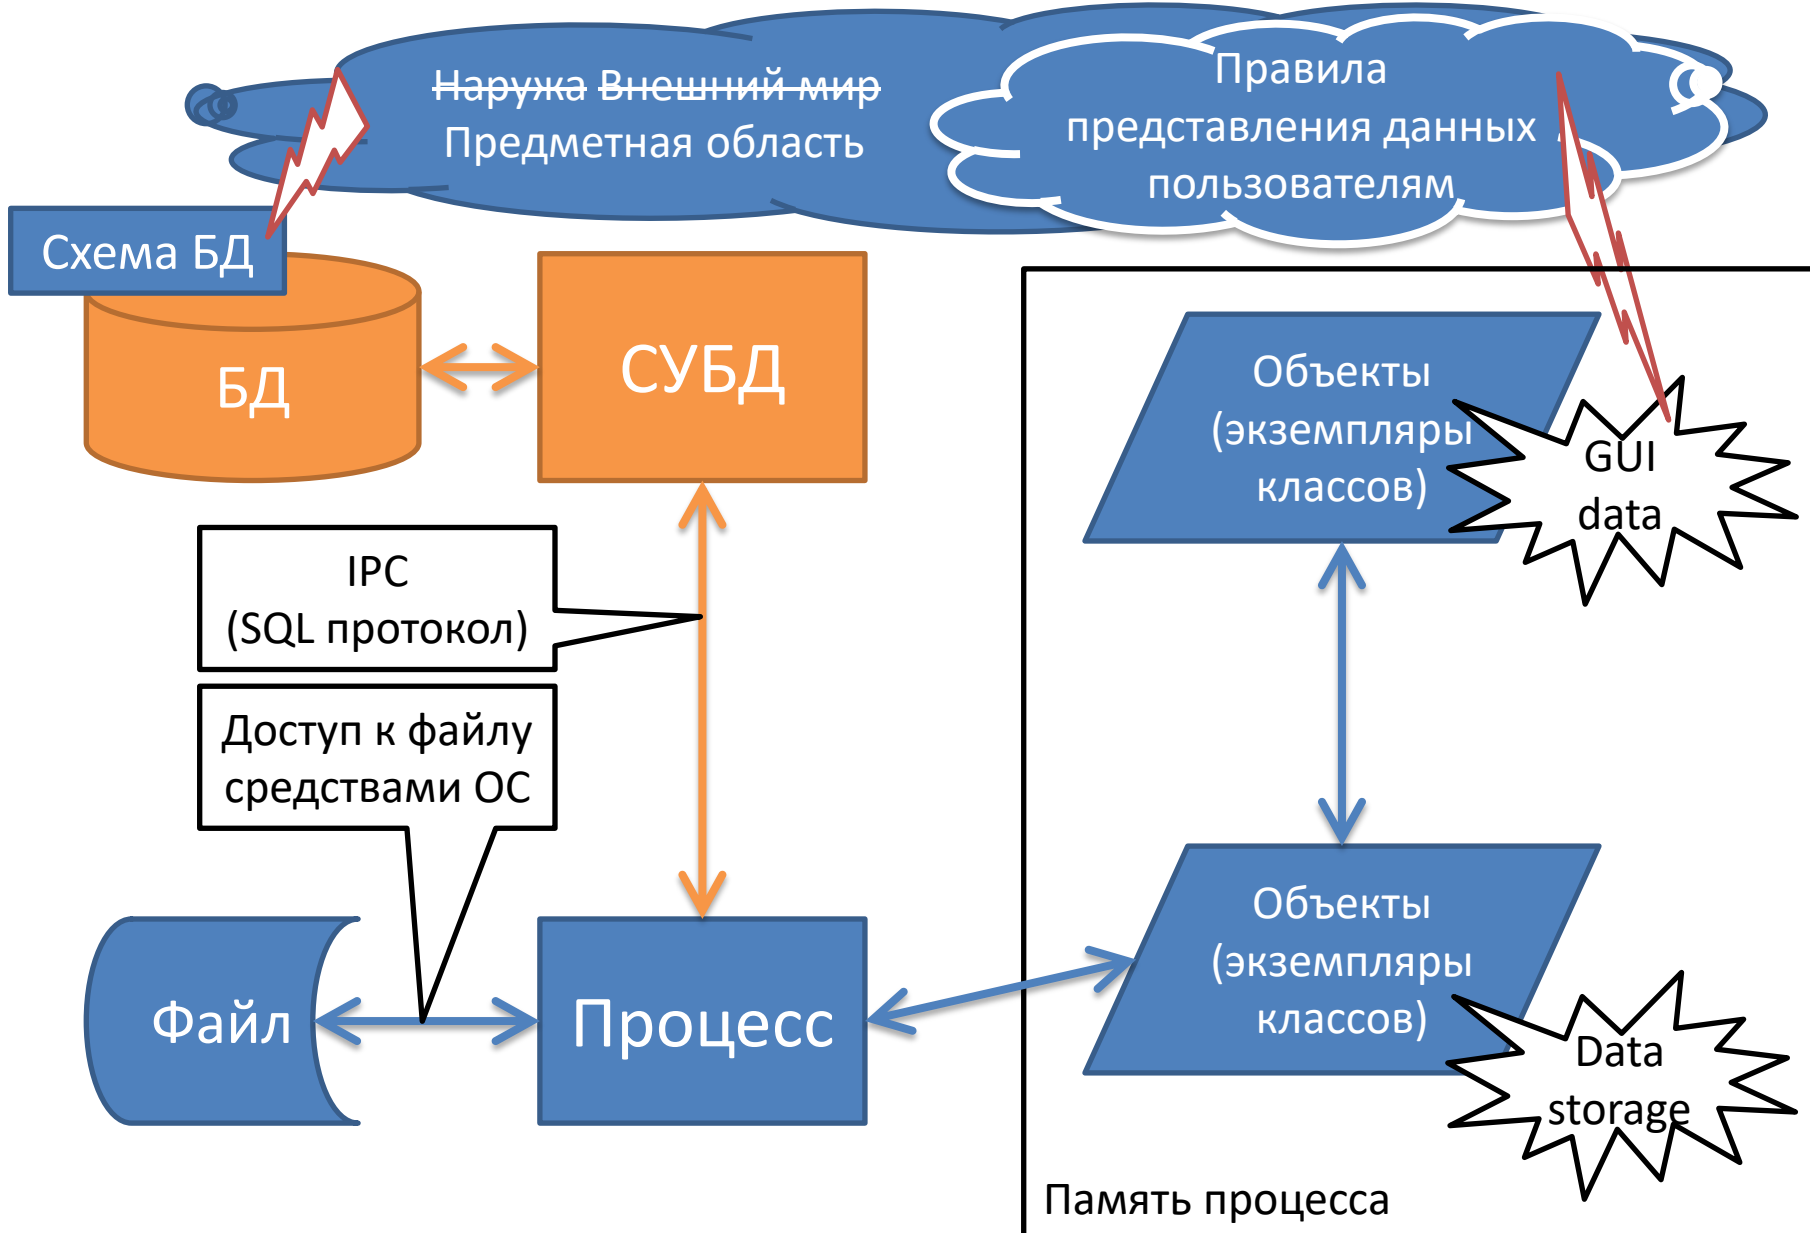 Наружа Внешний мир
Предметная область
Правила
представления данных
пользователям
Схема БД
БД
СУБД
Объекты
(экземпляры
классов)
GUI
data
IPC
(SQL протокол)
Доступ к файлу
средствами ОС
Файл
Процесс
Объекты
(экземпляры
классов)
Data
storage
Память процесса